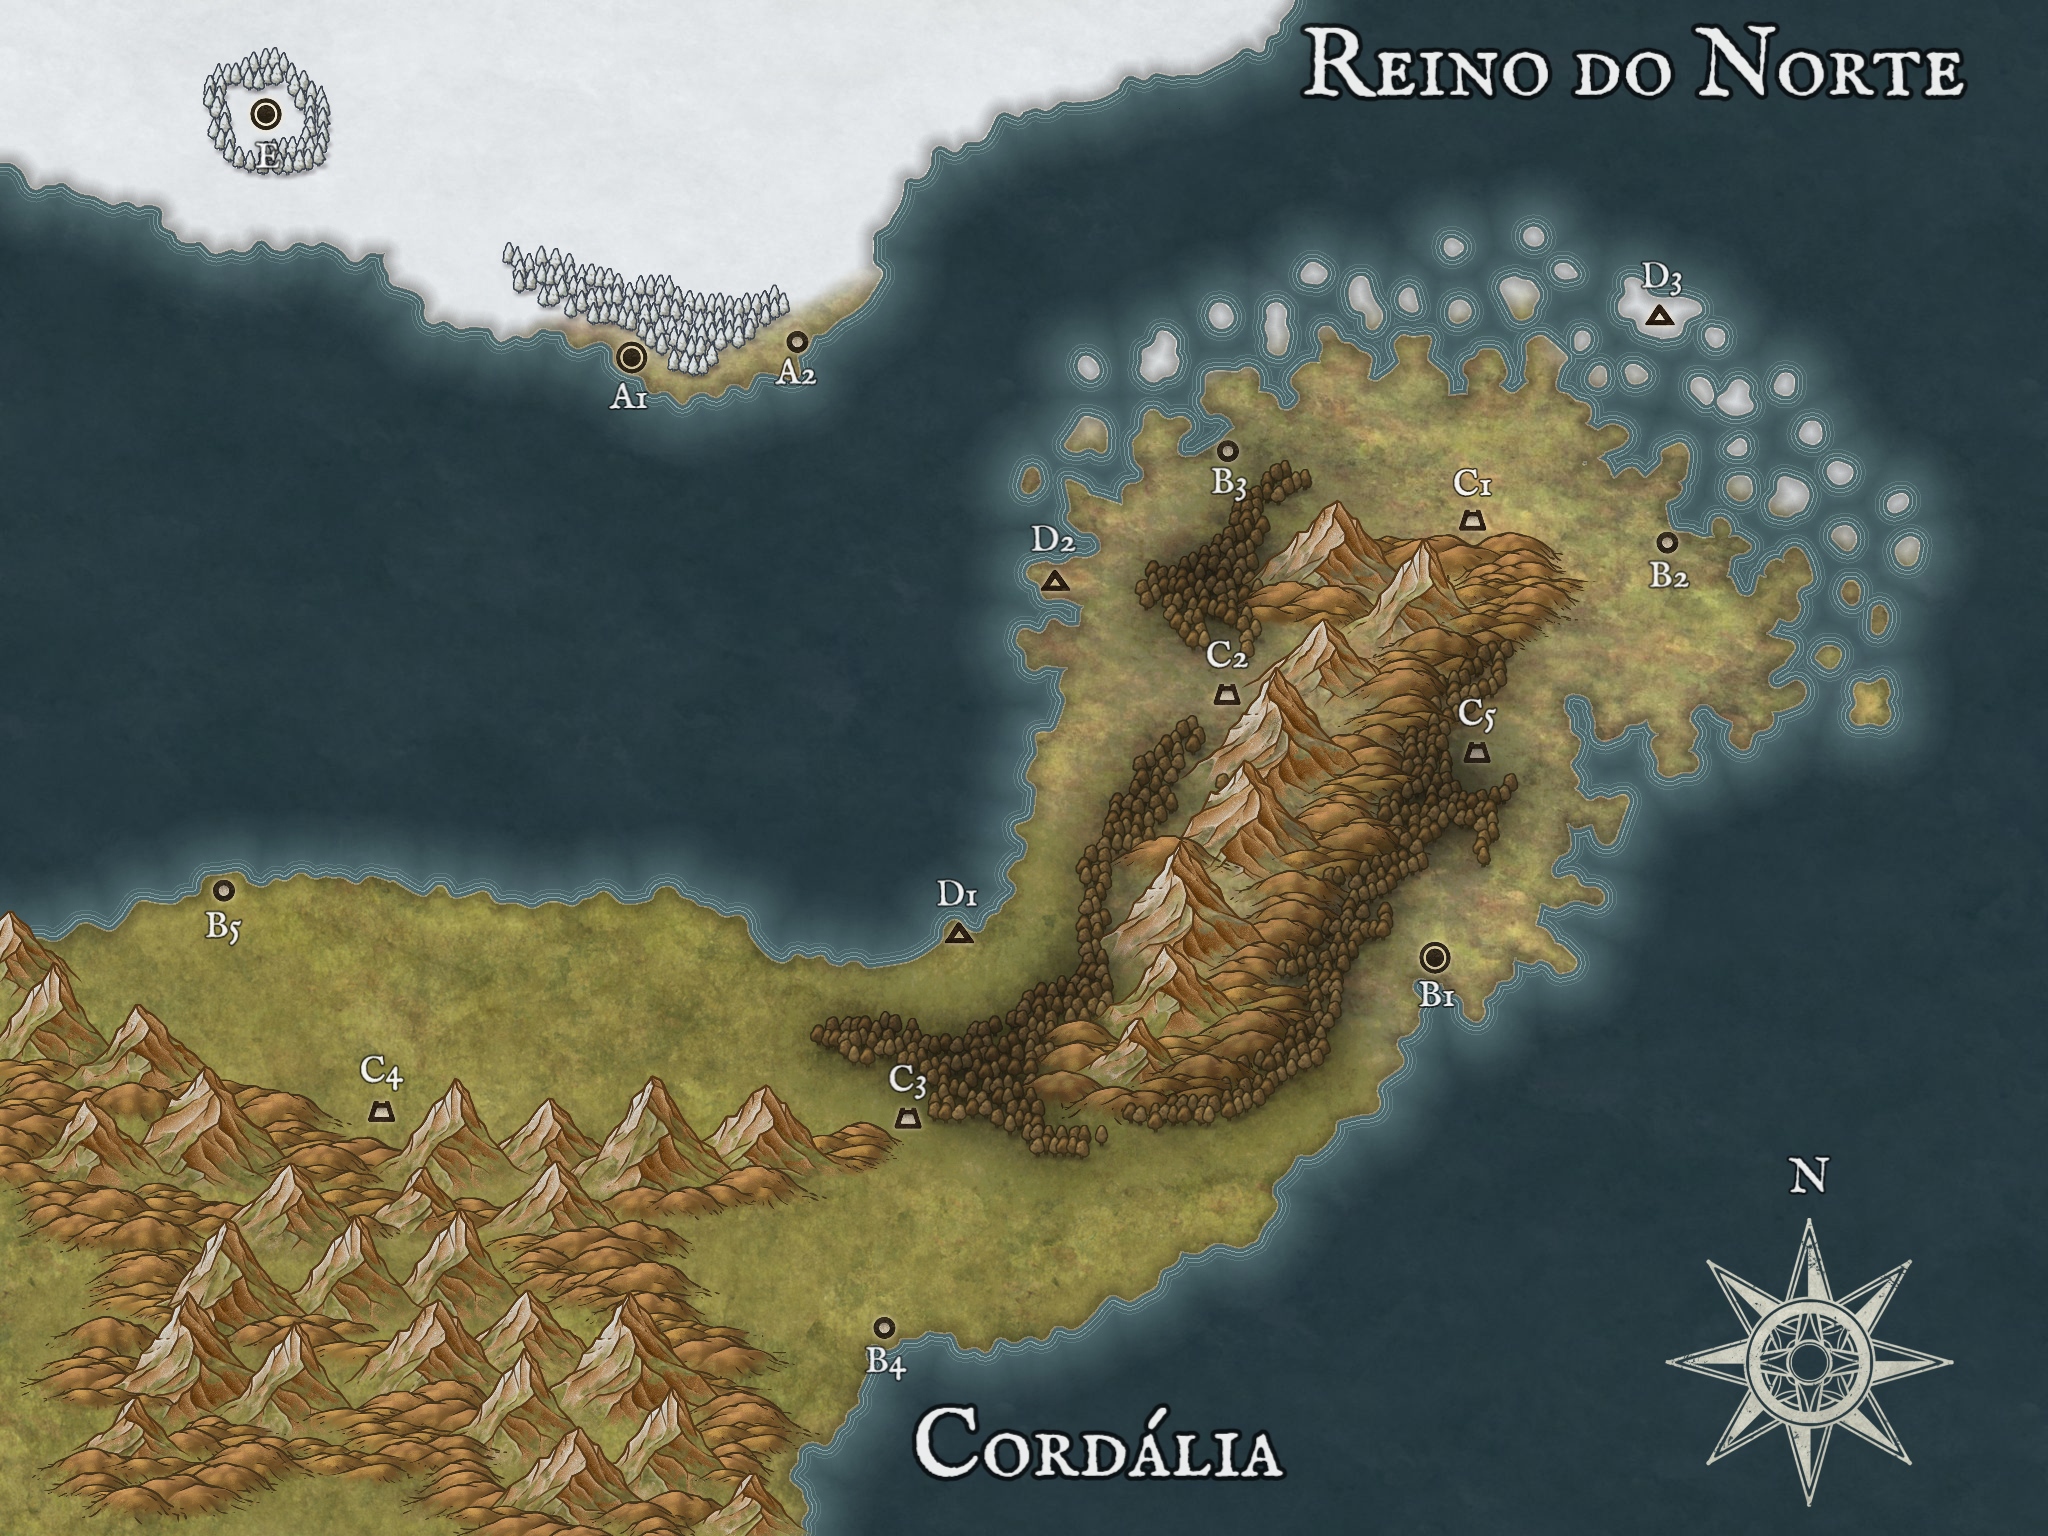 Reino do Norte
E
D3
A2
A1
B3
C1
D2
B2
C2
C5
D1
B5
B1
C4
C3
N
B4
Cordália